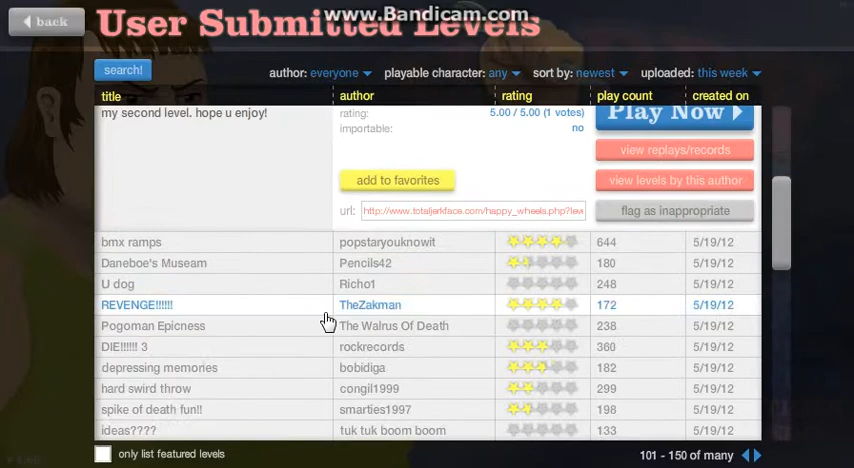 www.Bandicam.com
back
User Submitted Levels
search!
author: everyone playable character: any sort by: newest uploaded: this week
title author rating play count created on
my second level. hope u enjoy!
rating: 5.00 / 5.00 (1 votes)
importable: no
Play Now
view replays/records
add to favorites
view levels by this author
url: http://www.totaljerkface.com/happy_wheels.php?lev
flag as inappropriate
bmx ramps popstaryouknowit 644 5/19/12
Daneboe's Museam Pencils42 180 5/19/12
U dog Richo1 248 5/19/12
REVENGE!!!!!! TheZakman 172 5/19/12
Pogoman Epicness The Walrus Of Death 238 5/19/12
DIE!!!!!! 3 rockrecords 360 5/19/12
depressing memories bobidiga 182 5/19/12
hard swird throw congil1999 299 5/19/12
spike of death fun!! smarties1997 198 5/19/12
ideas???? tuk tuk boom boom 133 5/19/12
only list featured levels
101 - 150 of many